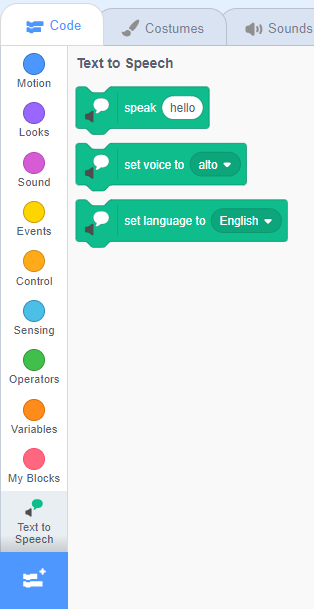 Code
Costumes
Sounds
Motion
Looks
Sound
Events
Control
Sensing
Operators
Variables
My Blocks
Text to
Speech
Text to Speech
speak hello
set voice to alto
set language to English